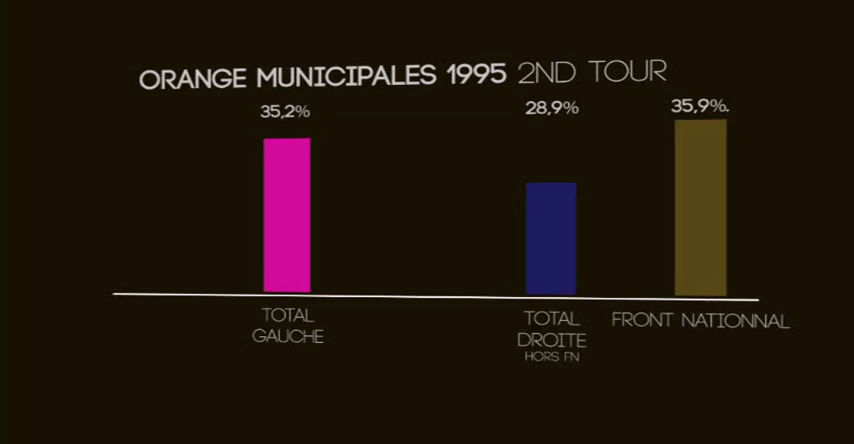 ORANGE MUNICIPALES 1995 2ND TOUR
35,2%
28,9%
35,9%.
TOTAL
GAUCHE
TOTAL
DROITE
HORS FN
FRONT NATIONNAL